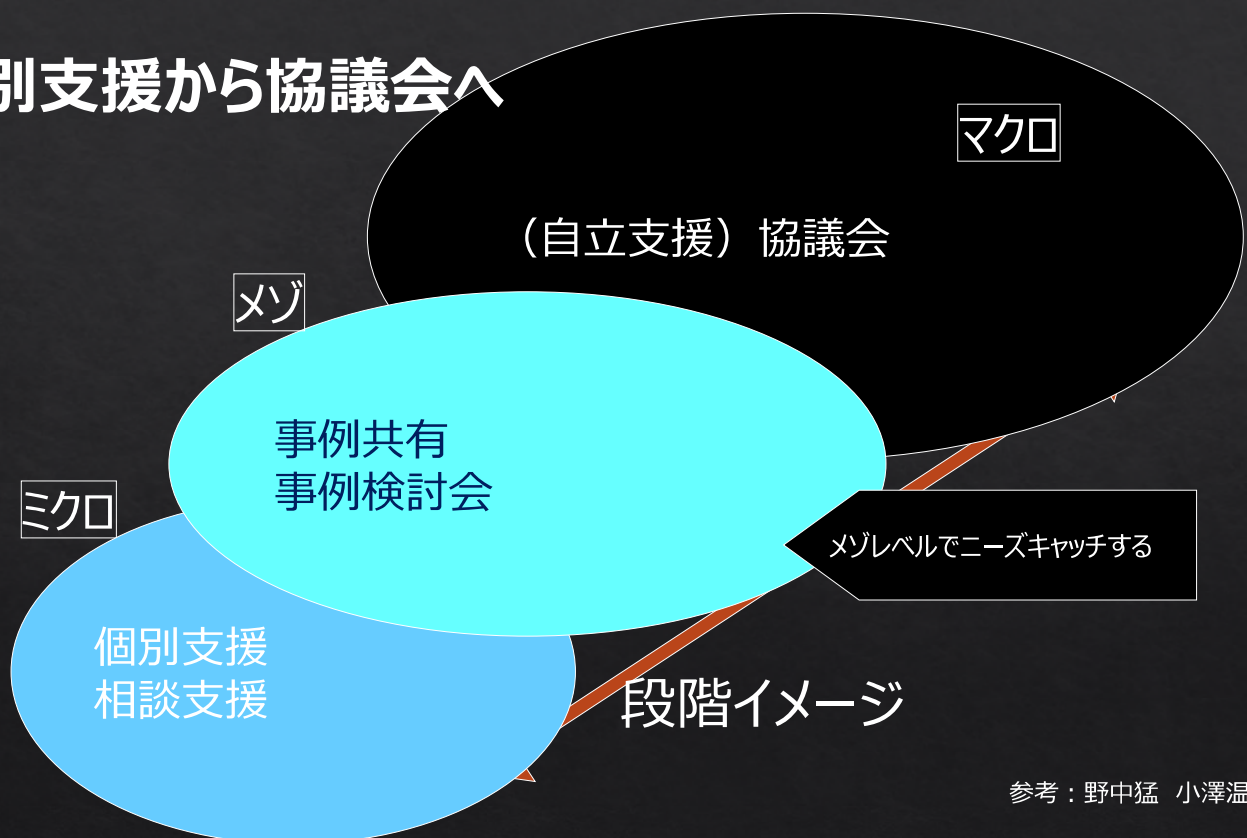 別支援から協議会へ
マクロ
（自立支援）協議会
メゾ
事例共有
事例検討会
ミクロ
メゾレベルでニーズキャッチする
個別支援
相談支援
段階イメージ
参考：野中猛 小澤温